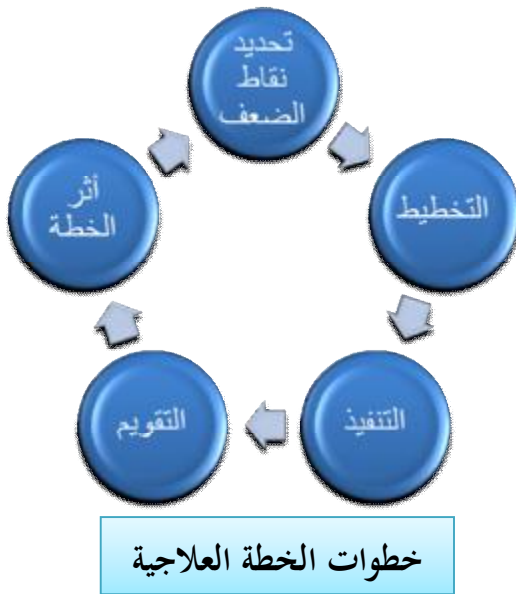 تحديد
نقاط
الضعف
التخطيط
التنفيذ
التقويم
أثر
الخطة
خطوات الخطة العلاجية